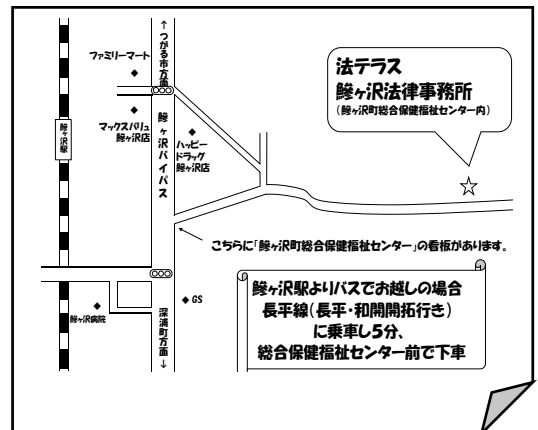 ↑つがる市方面
ファミリーマート
法テラス
鰺ヶ沢法律事務所
(鰺ヶ沢町総合保健福祉センター内)
マックスバリュ
鰺ヶ沢店
鰺ヶ沢駅
鰺ヶ沢バイパス
ハッピー
ドラッグ
鰺ヶ沢店
こちらに「鰺ヶ沢町総合保健福祉センター」の看板があります。
鰺ヶ沢駅よりバスでお越しの場合
長平線(長平・和開開拓行き)
に乗車し5分、
総合保健福祉センター前で下車
GS
鰺ヶ沢病院
深浦町方面↓